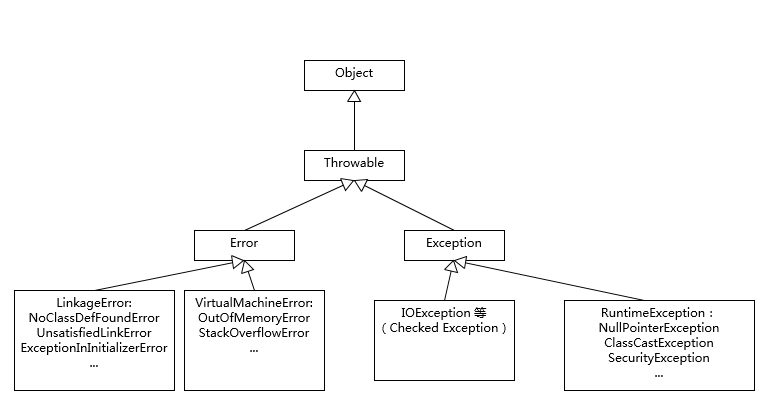 Object
Throwable
Error
Exception
LinkageError:
NoClassDefFoundError
UnsatisfiedLinkError
ExceptionInInitializerError
...
VirtualMachineError:
OutOfMemoryError
StackOverflowError
...
IOException 等
（Checked Exception）
RuntimeException：
NullPointerException
ClassCastException
SecurityException
...